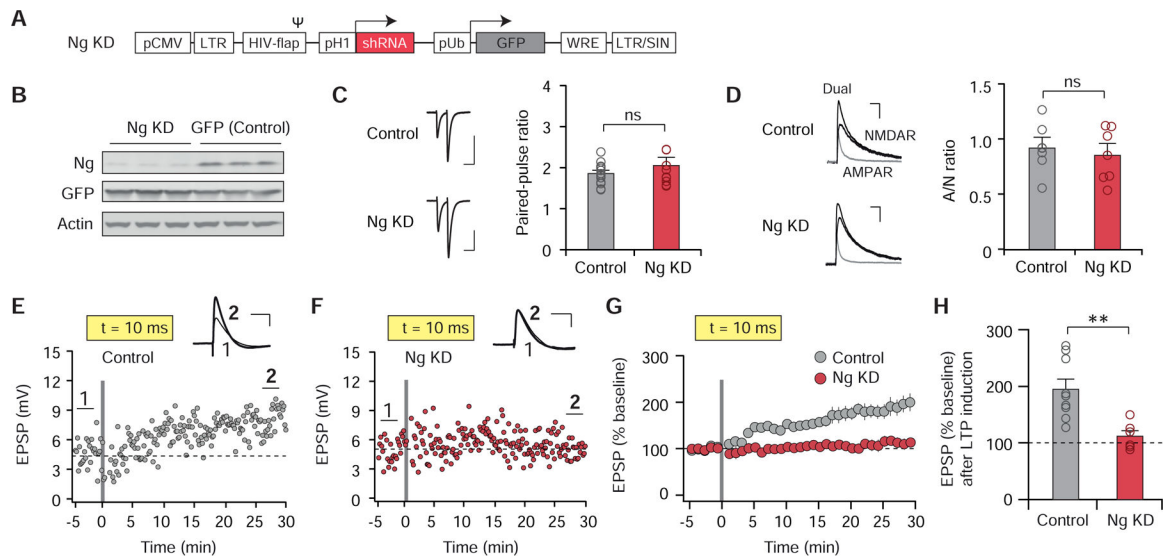 A
Ψ
Ng KD
pCMV LTR HIV-flap pH1 shRNA pUb GFP WRE LTR/SIN
B
Ng KD GFP (Control)
Ng
GFP
Actin
C
Control
Ng KD
Paired-pulse ratio
4
3
2
1
0
ns
Control Ng KD
D
Control
Dual
NMDAR
AMPAR
Ng KD
A/N ratio
1.5
1.0
0.5
0
ns
Control Ng KD
E
t = 10 ms
Control
2
1
EPSP (mV)
15
12
9
6
3
0
1
2
-5 0 5 10 15 20 25 30
Time (min)
F
t = 10 ms
Ng KD
2
1
EPSP (mV)
15
12
9
6
3
0
1
2
-5 0 5 10 15 20 25 30
Time (min)
G
t = 10 ms
Control
Ng KD
EPSP (% baseline)
300
200
100
0
-5 0 5 10 15 20 25 30
Time (min)
H
EPSP (% baseline)
after LTP induction
300
200
100
0
**
Control Ng KD